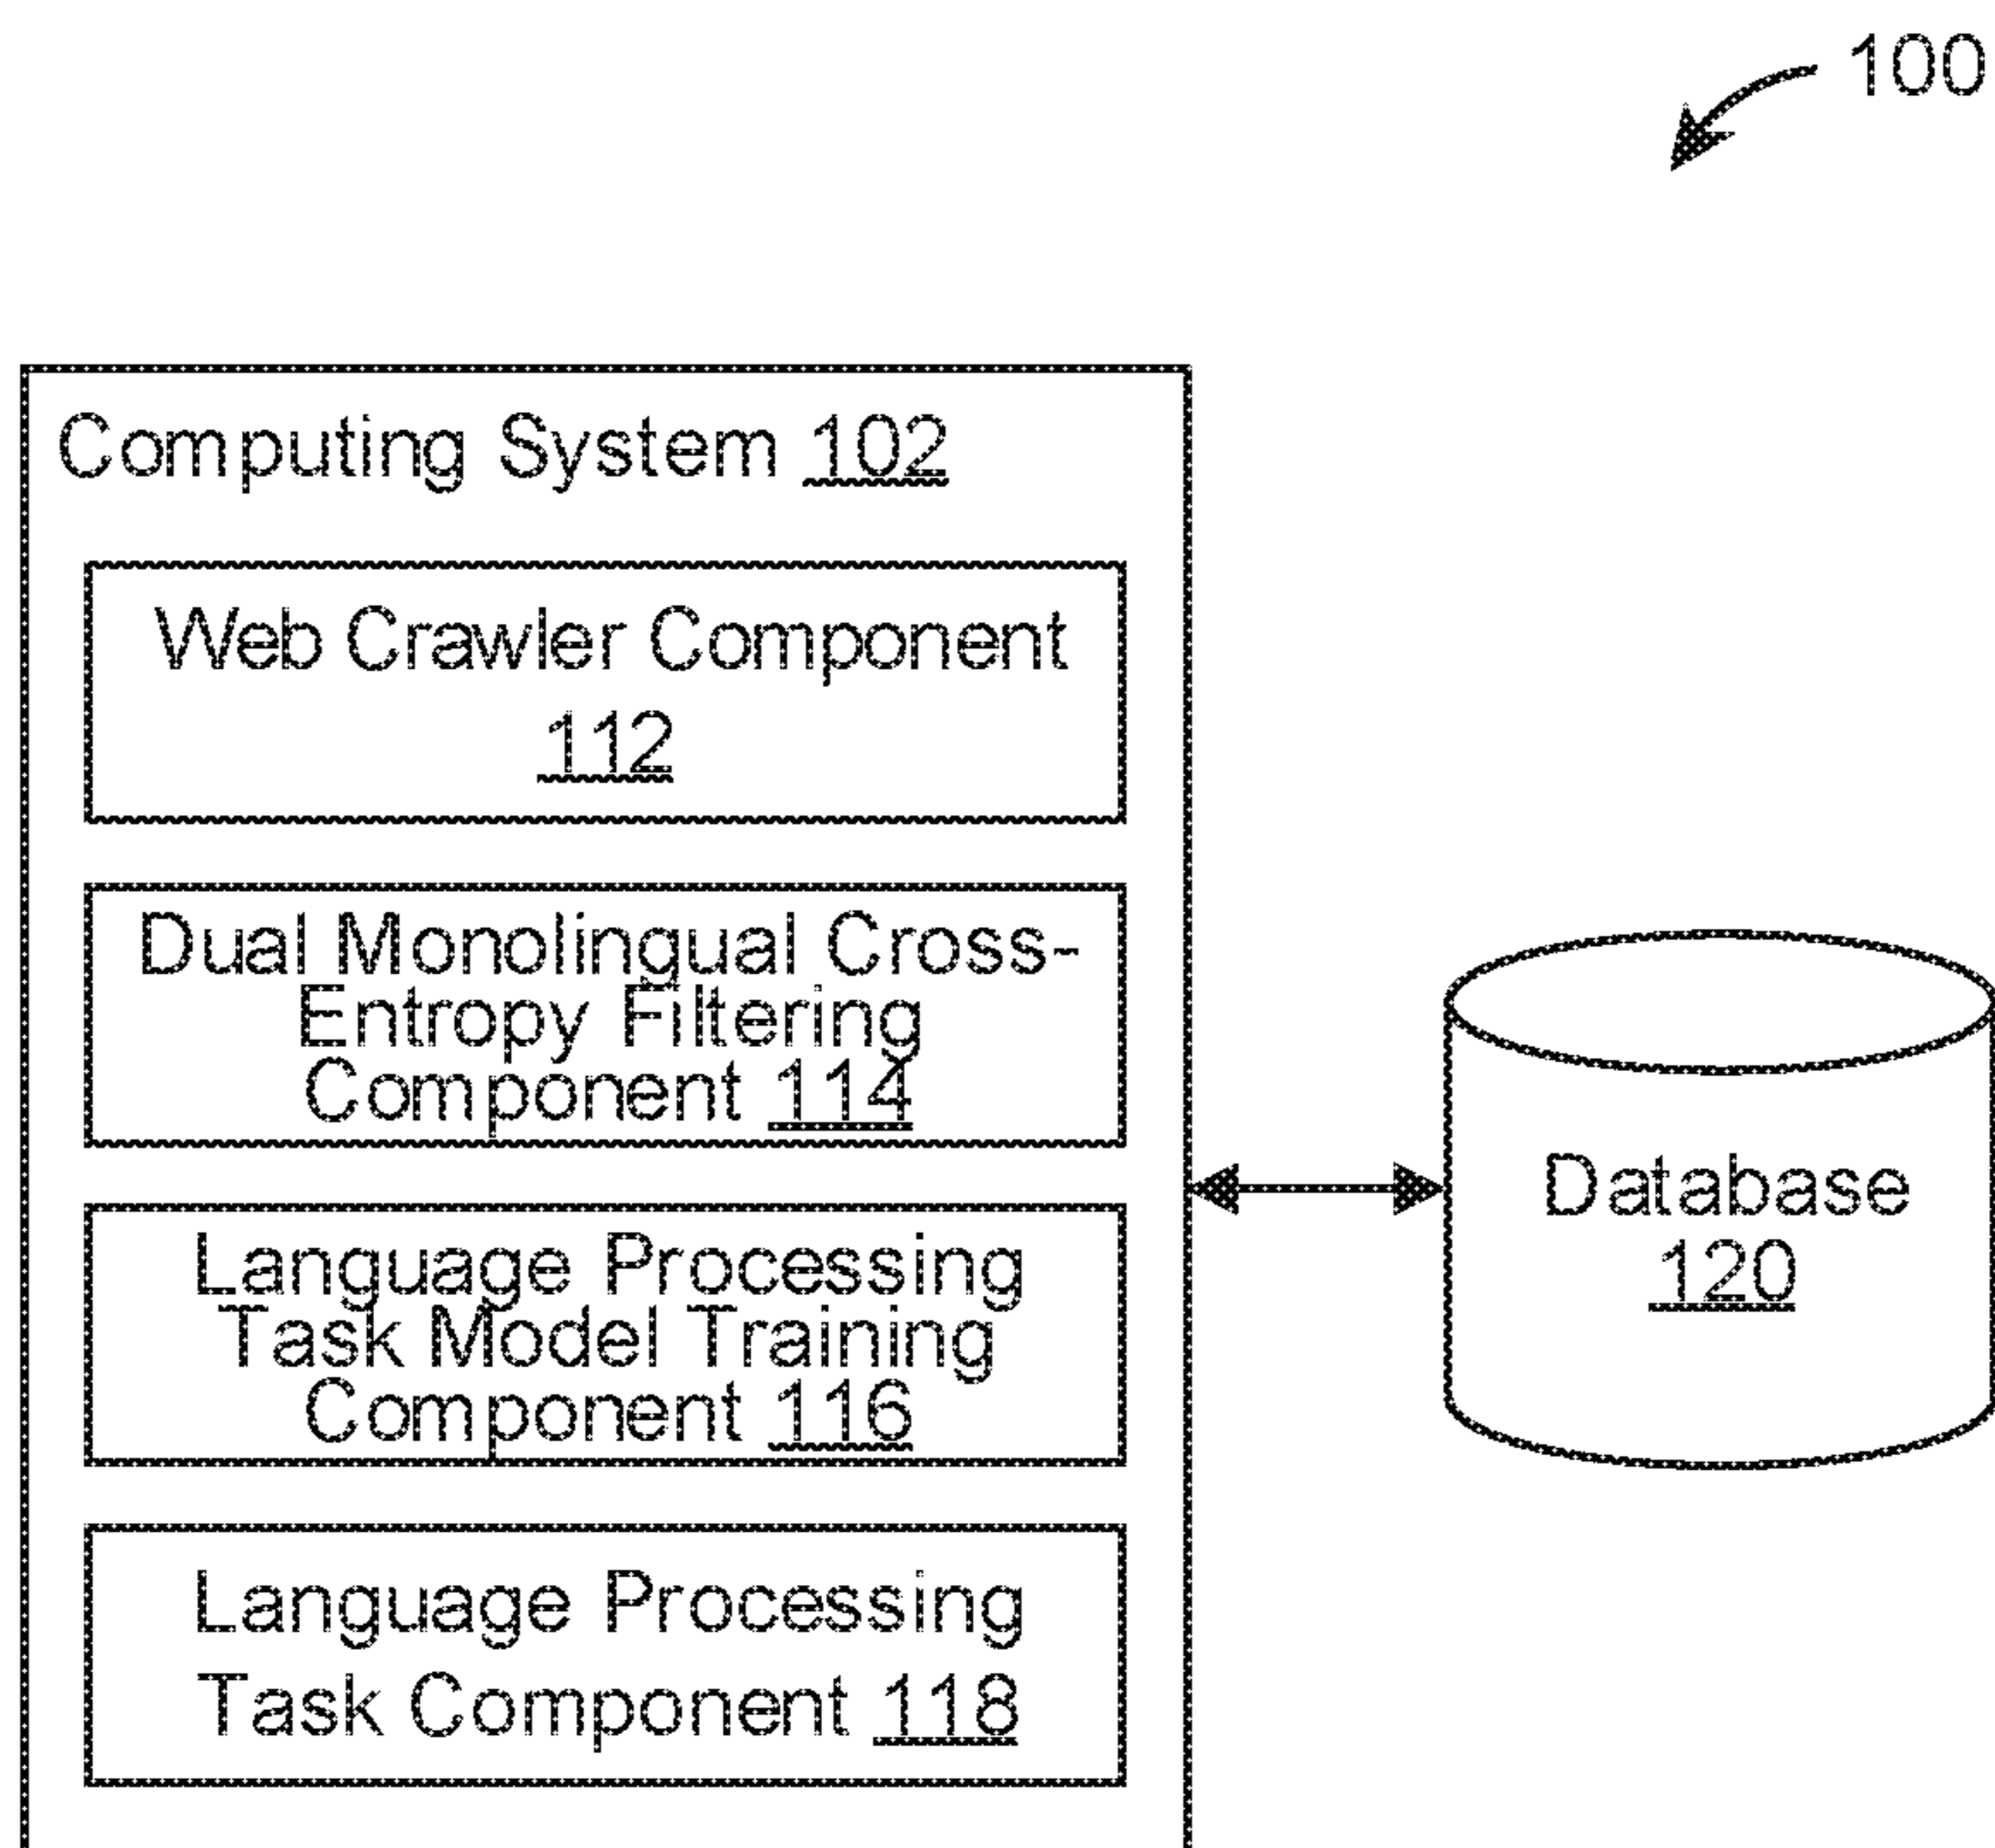 100
Computing System 102
Web Crawler Component
112
Dual Monolingual Cross-
Entropy Filtering
Component 114
Language Processing
Task Model Training
Component 116
Language Processing
Task Component 118
Database
120